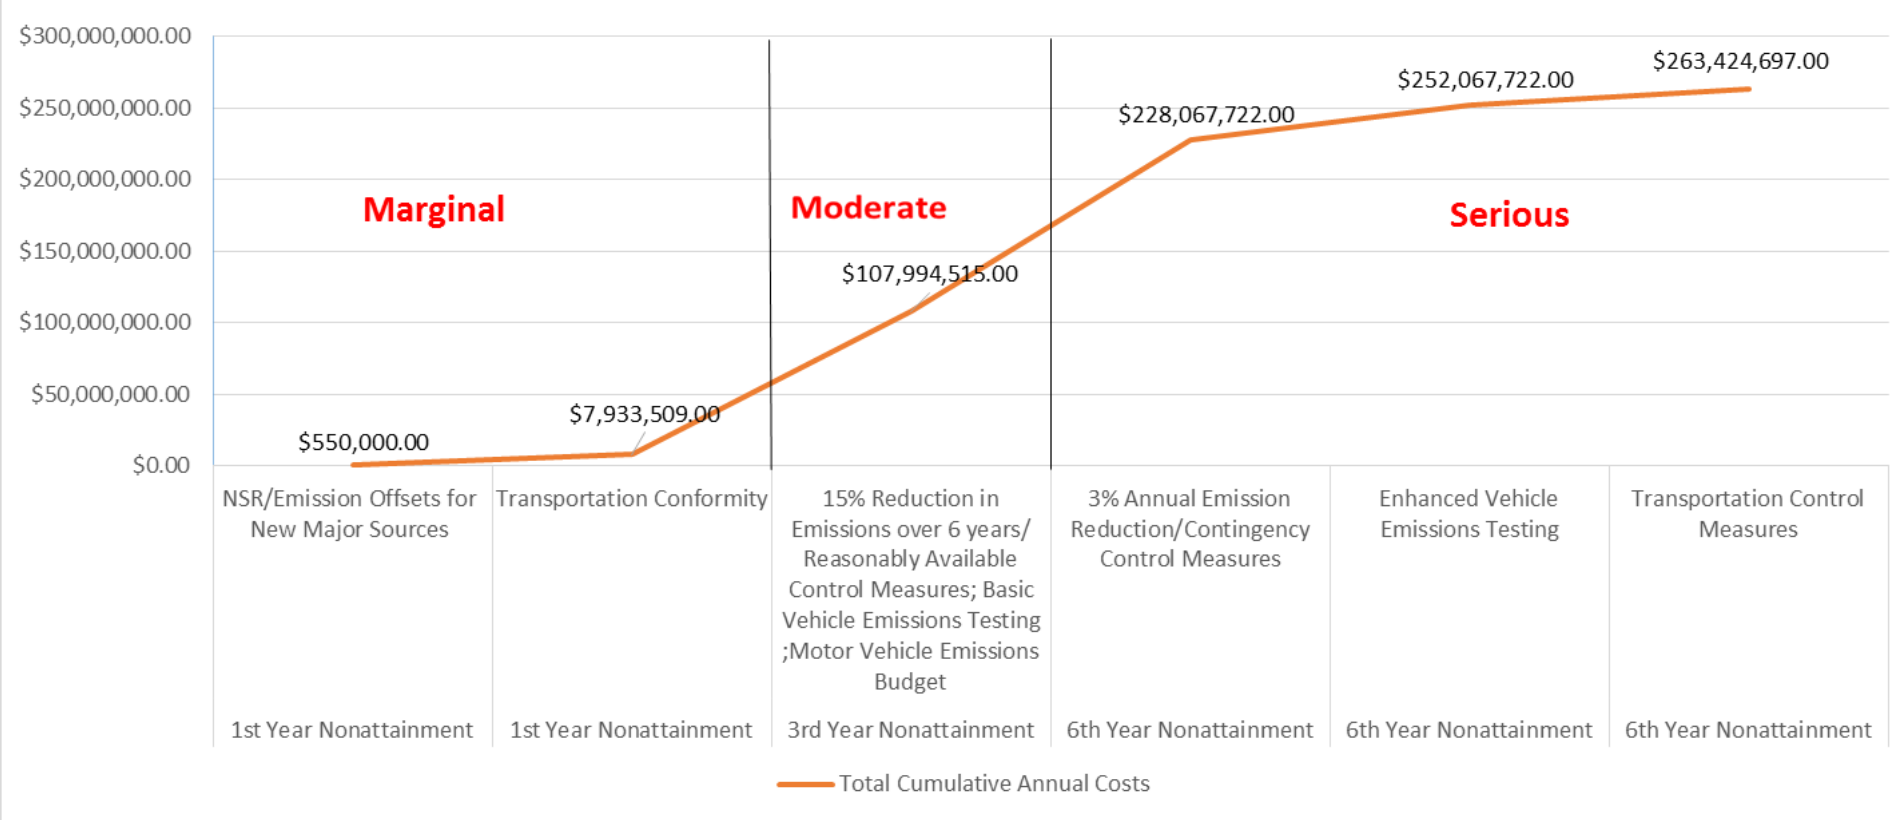 $300,000,000.00
$250,000,000.00
$200,000,000.00
$150,000,000.00
$100,000,000.00
$50,000,000.00
$0.00
$550,000.00
$7,933,509.00
$107,994,515.00
$228,067,722.00
$252,067,722.00
$263,424,697.00
Marginal
Moderate
Serious
NSR/Emission Offsets for
New Major Sources
Transportation Conformity
15% Reduction in
Emissions over 6 years/
Reasonably Available
Control Measures; Basic
Vehicle Emissions Testing
;Motor Vehicle Emissions
Budget
3% Annual Emission
Reduction/Contingency
Control Measures
Enhanced Vehicle
Emissions Testing
Transportation Control
Measures
1st Year Nonattainment
1st Year Nonattainment
3rd Year Nonattainment
6th Year Nonattainment
6th Year Nonattainment
6th Year Nonattainment
Total Cumulative Annual Costs